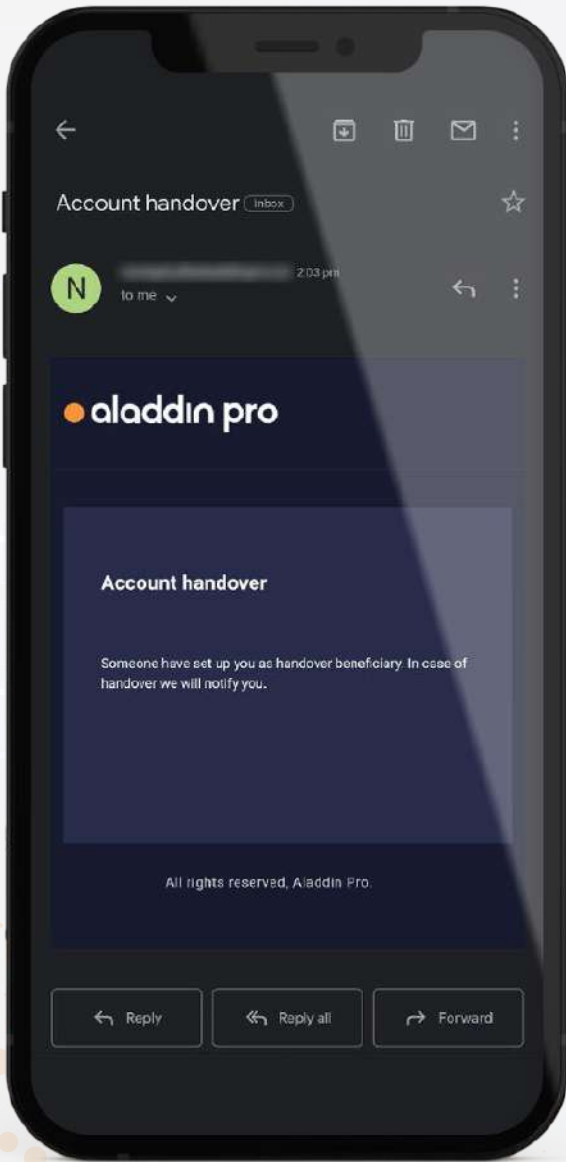 Account handover Inbox
N
2:03 pm
to me
aladdin pro
Account handover
Someone have set up you as handover beneficiary. In case of
handover we will notify you.
All rights reserved, Aladdin Pro.
Reply Reply all Forward